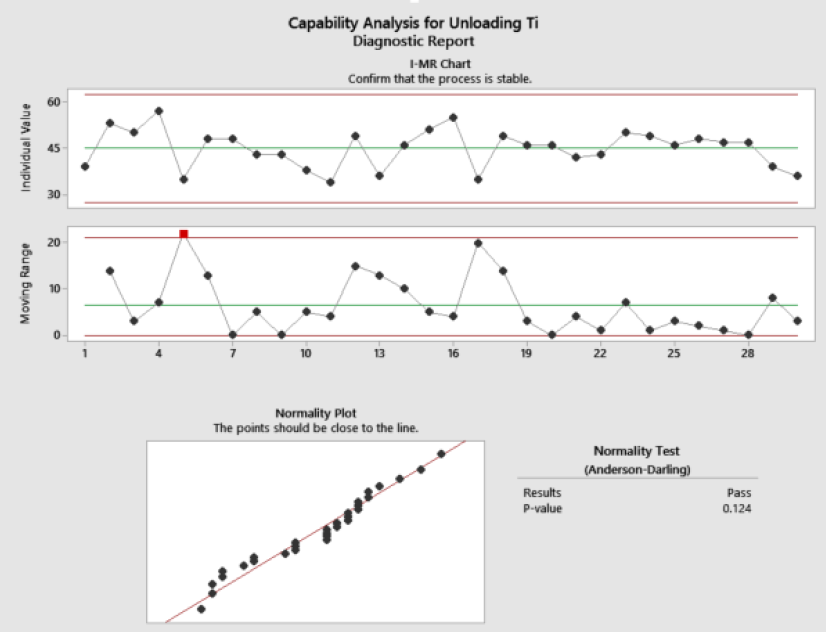 Capability Analysis for Unloading Ti
Diagnostic Report
I-MR Chart
Confirm that the process is stable.
Individual Value
60
45
30
Moving Range
20
10
0
1 4 7 10 13 16 19 22 25 28
Normality Plot
The points should be close to the line.
Normality Test
(Anderson-Darling)
Results Pass
P-value 0.124